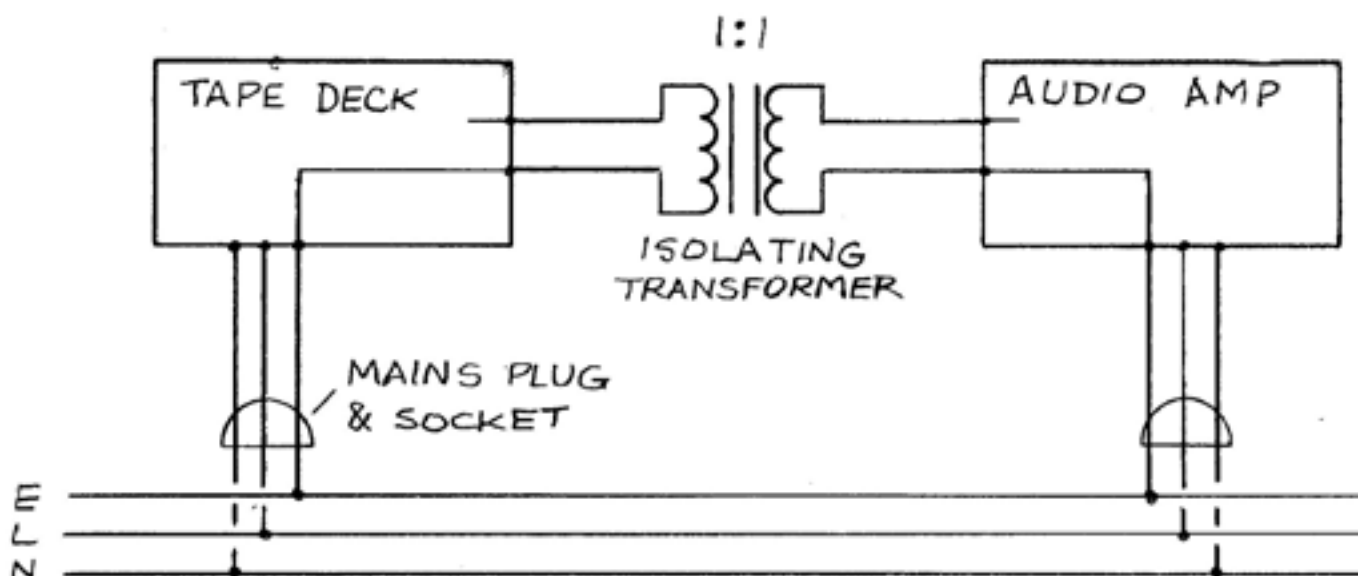 1:1
TAPE DECK
AUDIO AMP
ISOLATING
TRANSFORMER
MAINS PLUG
& SOCKET
E
L
N